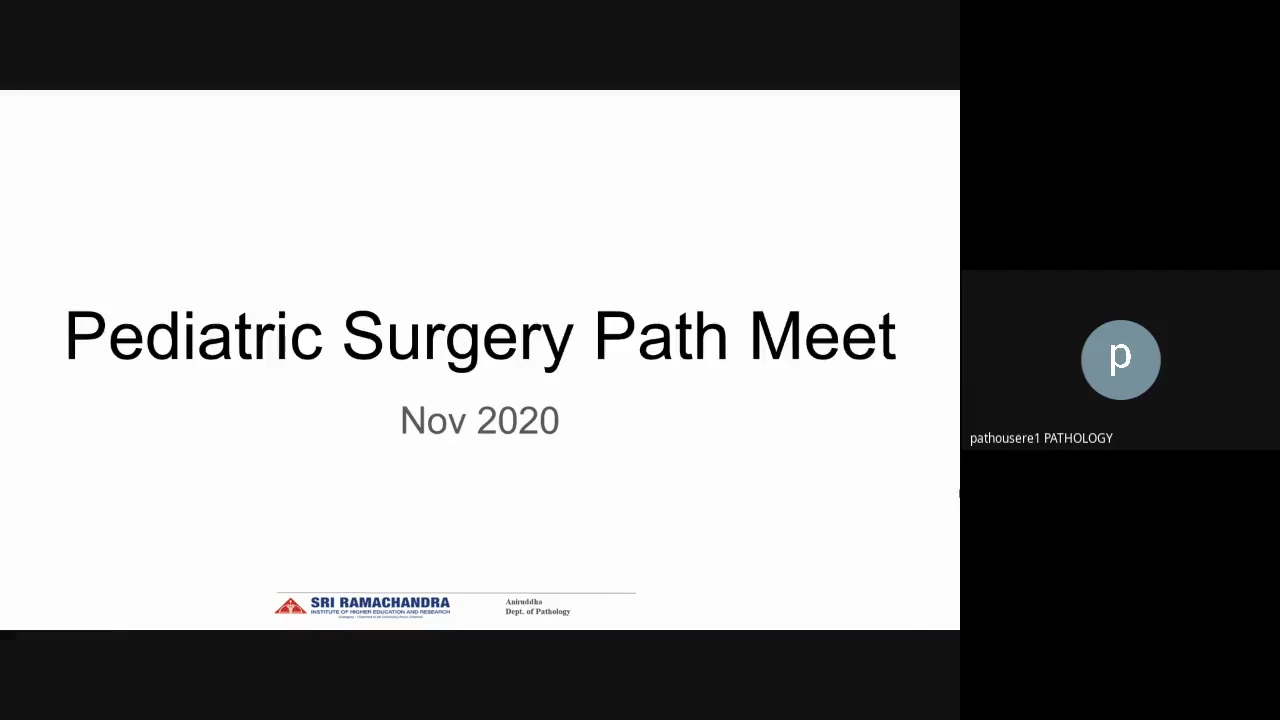 Pediatric Surgery Path Meet
Nov 2020
SRI RAMACHANDRA
INSTITUTE OF HIGHER EDUCATION AND RESEARCH
Aniruddha
Dept. of Pathology
p
pathousere1 PATHOLOGY